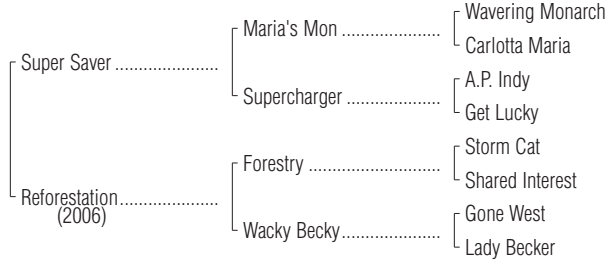 Wavering Monarch
Maria's Mon ......................
Carlotta Maria
Super Saver .......................
A.P. Indy
Supercharger .....................
Get Lucky
Storm Cat
Forestry .............................
Shared Interest
Reforestation......................
(2006)
Gone West
Wacky Becky......................
Lady Becker